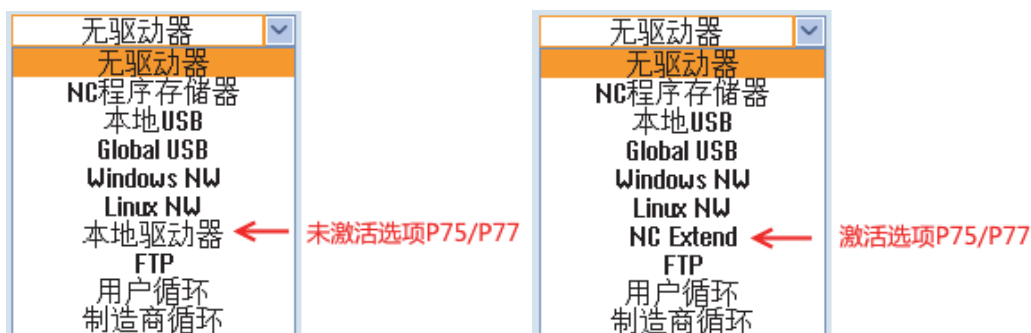 无驱动器
无驱动器
NC程序存储器
本地USB
Global USB
Windows NW
Linux NW
本地驱动器
未激活选项P75/P77
FTP
用户循环
制造商循环
无驱动器
无驱动器
NC程序存储器
本地USB
Global USB
Windows NW
Linux NW
NC Extend
激活选项P75/P77
FTP
用户循环
制造商循环